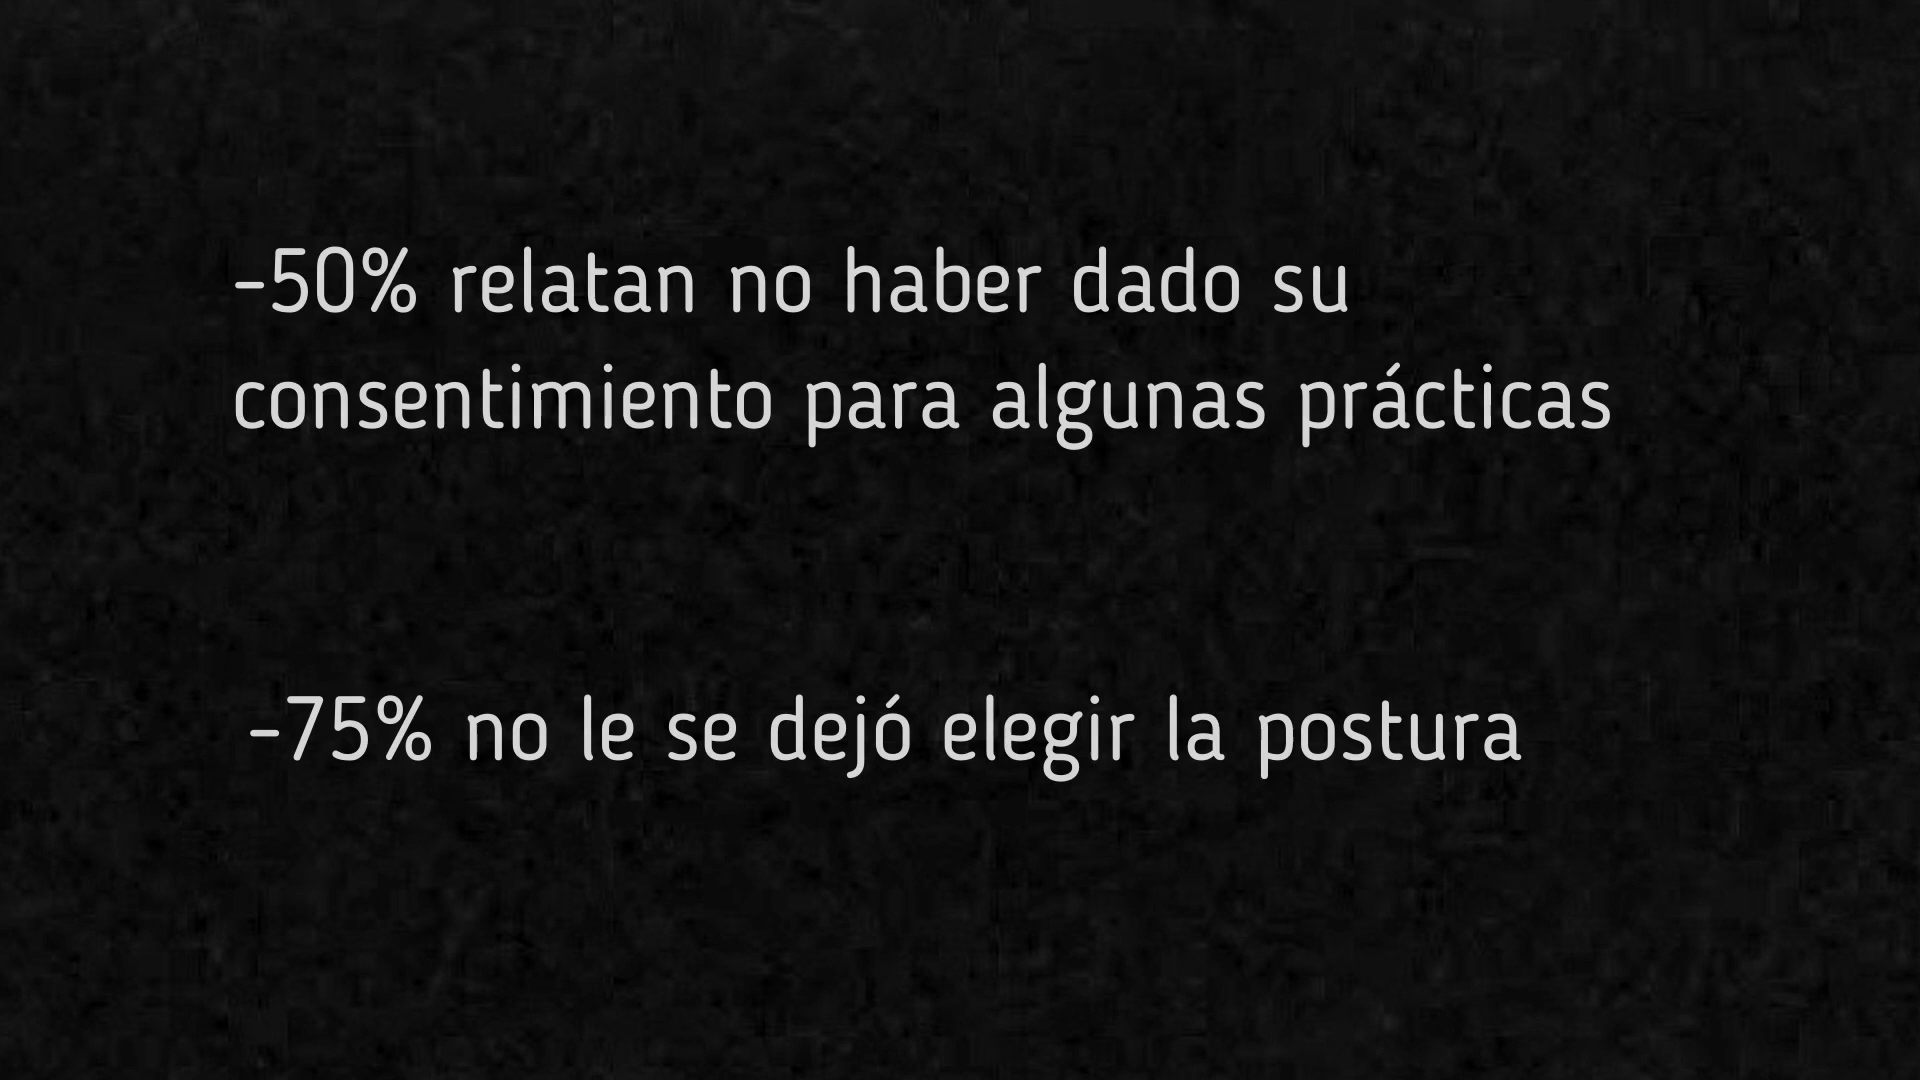 -50% relatan no haber dado su
consentimiento para algunas prácticas
-75% no le se dejó elegir la postura